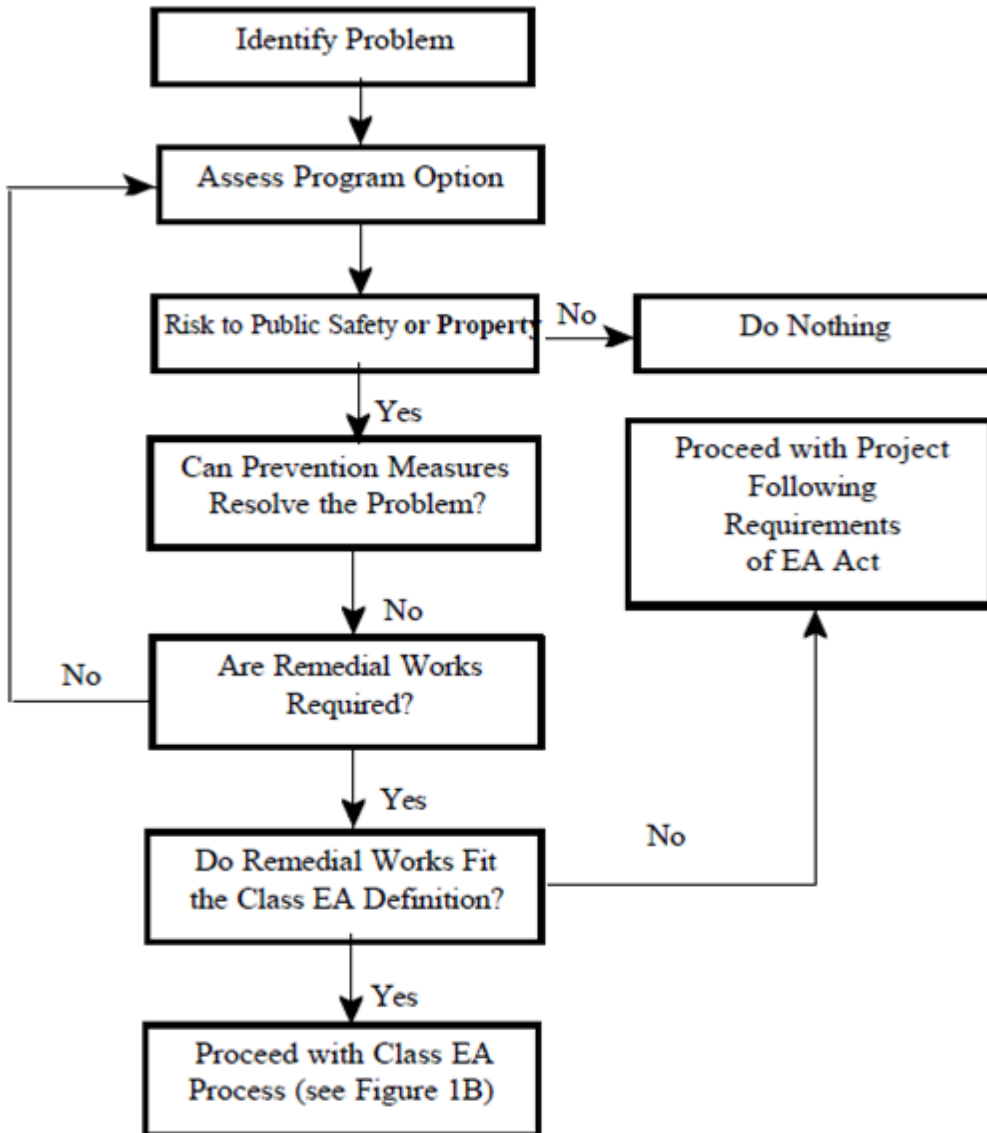 Identify Problem
Assess Program Option
Risk to Public Safety or Property
No
Do Nothing
Yes
Can Prevention Measures
Resolve the Problem?
Proceed with Project
Following
Requirements
of EA Act
No
Are Remedial Works
Required?
No
Yes
Do Remedial Works Fit
the Class EA Definition?
No
Yes
Proceed with Class EA
Process (see Figure 1B)